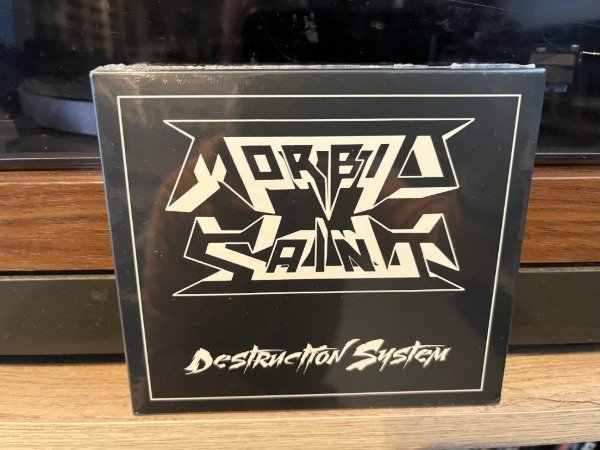 MORBID
SAINT
DESTRUCTION SYSTEM